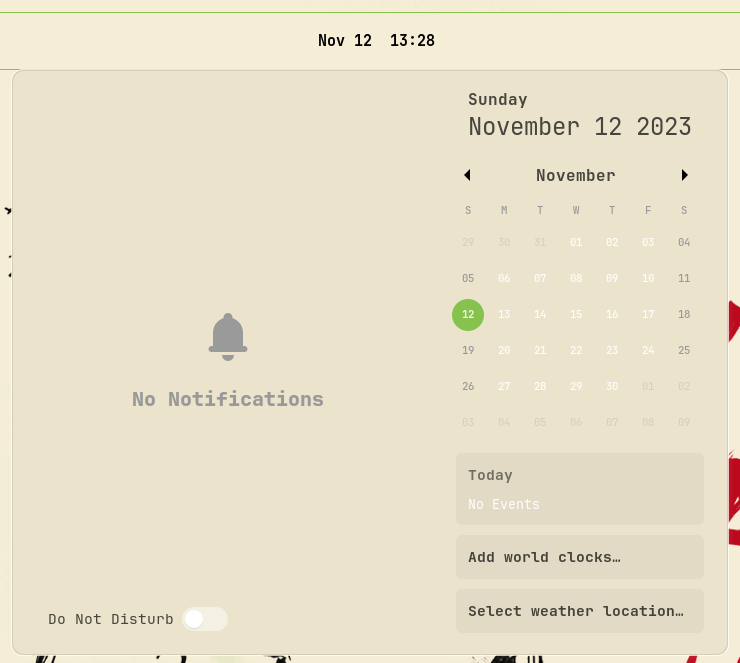 Nov 12  13:28
Sunday
November 12 2023
November
S M T W T F S
29 30 31 01 02 03 04
05 06 07 08 09 10 11
12 13 14 15 16 17 18
19 20 21 22 23 24 25
26 27 28 29 30 01 02
03 04 05 06 07 08 09
No Notifications
Today
No Events
Add world clocks…
Select weather location…
Do Not Disturb